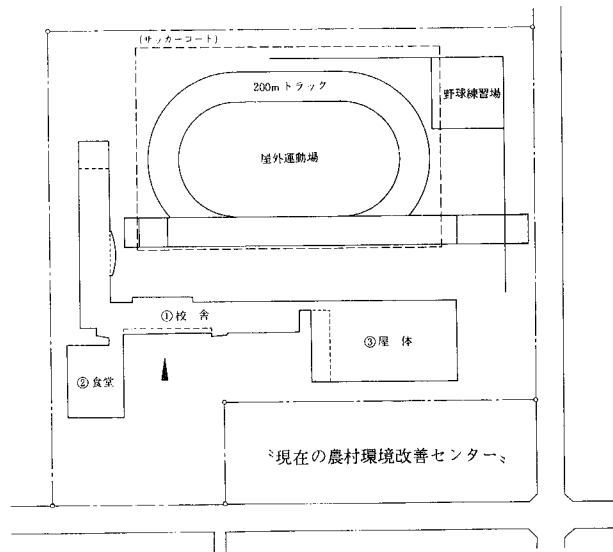 (サッカーコート)
200mトラック
野球練習場
屋外運動場
①校舎
③屋体
②食堂
〝現在の農村環境改善センター〟